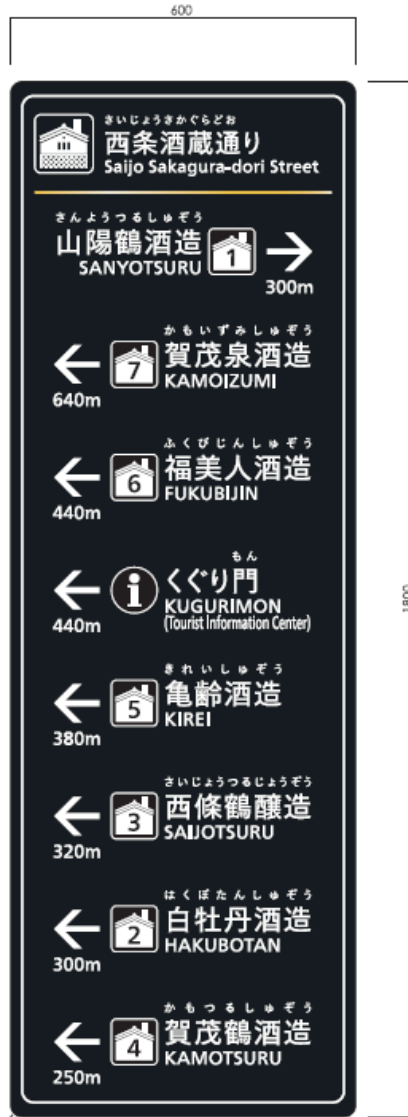 600
さいじょうさかぐらどお
西条酒蔵通り
Saijo Sakagura-dori Street
さんようつるしゅぞう
山陽鶴酒造
SANYOTSURU
1
300m
かもいずみしゅぞう
賀茂泉酒造
7
KAMOIZUMI
640m
ふくびじんしゅぞう
福美人酒造
6
FUKUBIJIN
440m
もん
くぐり門
i
KUGURIMON
(Tourist Information Center)
440m
きれいしゅぞう
亀齢酒造
5
KIREI
380m
さいじょうつるじょうぞう
西條鶴醸造
3
SAIJOTSURU
320m
はくぼたんしゅぞう
白牡丹酒造
2
HAKUBOTAN
300m
かもつるしゅぞう
賀茂鶴酒造
4
KAMOTSURU
250m
1800